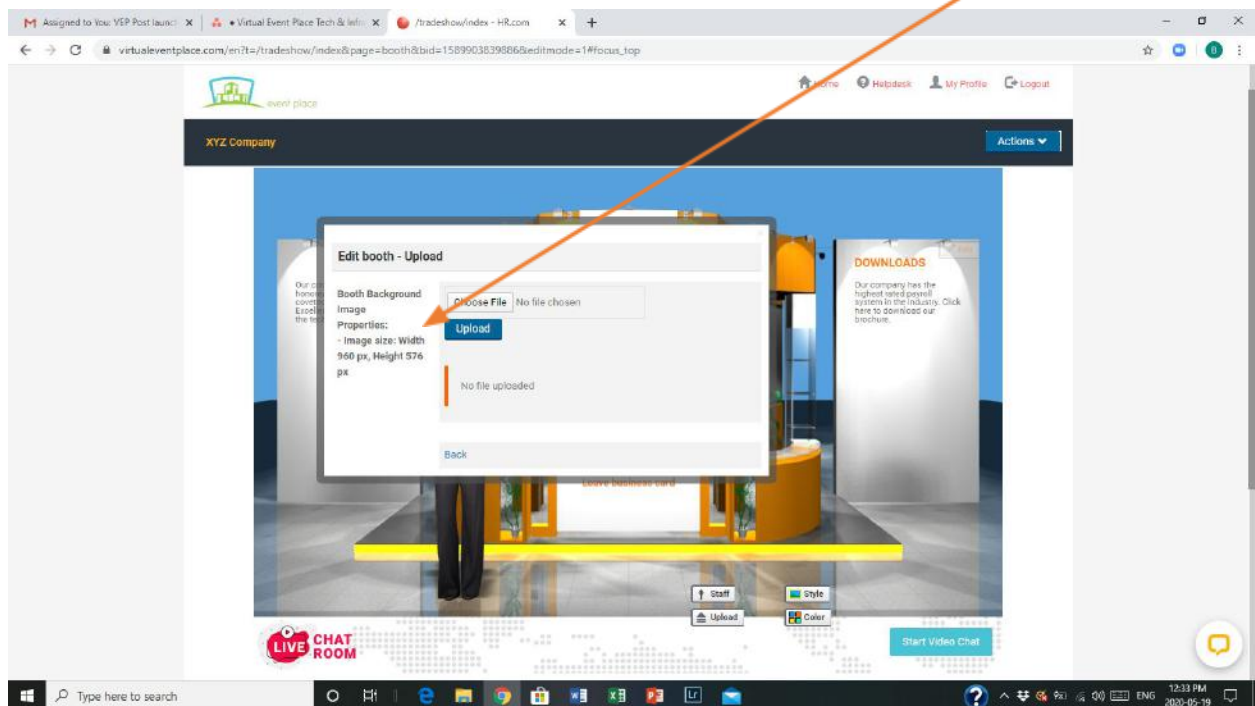 Assigned to You: VEP Post launch
Virtual Event Place Tech & Infra
/tradeshow/index - HR.com
virtualeventplace.com/en?t=/tradeshow/index&page=booth&bid=1589903839886&editmode=1#focus_top
event place
Home
Helpdesk
My Profile
Logout
XYZ Company
Actions
Edit booth - Upload
Booth Background
Image
Properties:
- Image size: Width
960 px, Height 576
px
Choose File No file chosen
Upload
No file uploaded
Back
DOWNLOADS
Our company has the
highest rated payroll
system in the industry. Click
here to download our
brochure.
Leave business card
Staff
Style
Upload
Color
LIVE CHAT
ROOM
Start Video Chat
Type here to search
ENG
12:33 PM
2020-05-19